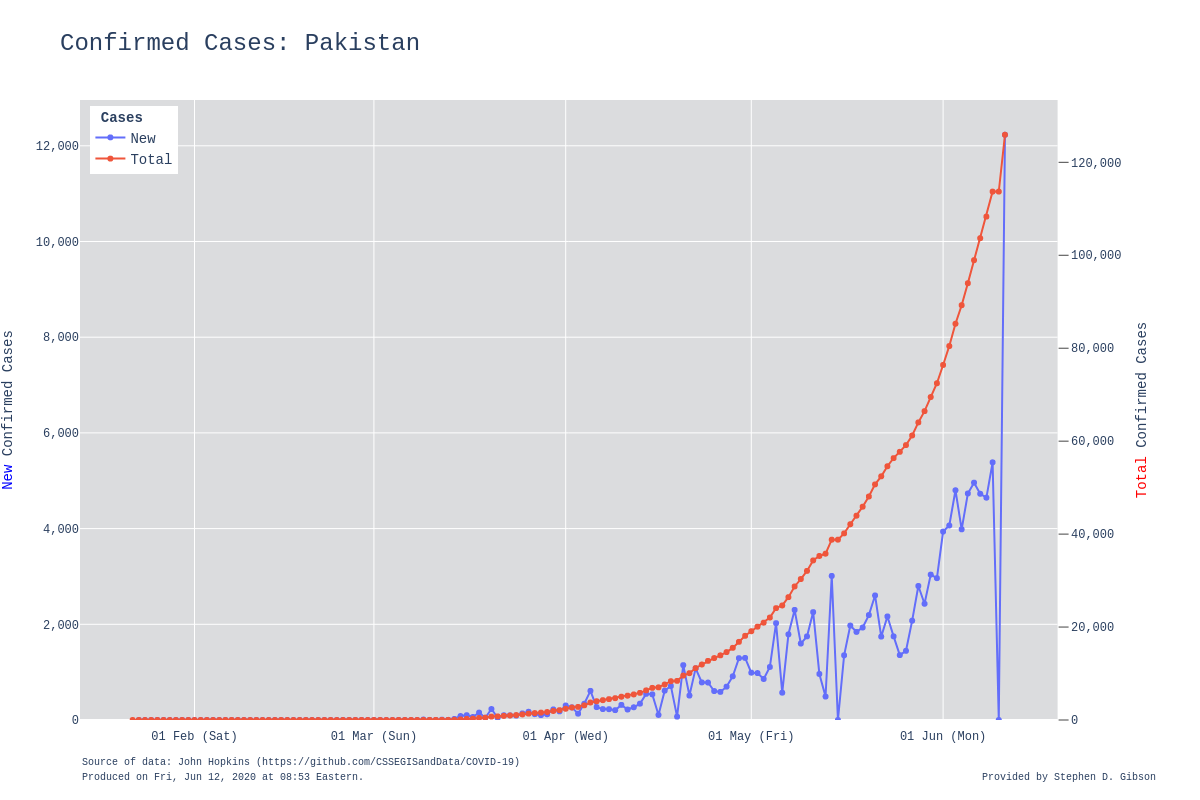 Confirmed Cases: Pakistan
Cases
New
Total
12,000
10,000
8,000
6,000
4,000
2,000
0
New Confirmed Cases
120,000
100,000
80,000
60,000
40,000
20,000
0
Total Confirmed Cases
01 Feb (Sat) 01 Mar (Sun) 01 Apr (Wed) 01 May (Fri) 01 Jun (Mon)
Source of data: John Hopkins (https://github.com/CSSEGISandData/COVID-19)
Produced on Fri, Jun 12, 2020 at 08:53 Eastern.
Provided by Stephen D. Gibson